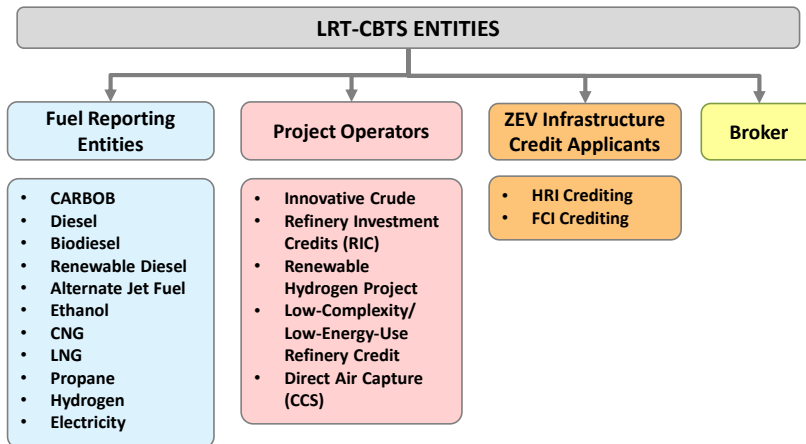 LRT-CBTS ENTITIES
Fuel Reporting
Entities
• CARBOB
• Diesel
• Biodiesel
• Renewable Diesel
• Alternate Jet Fuel
• Ethanol
• CNG
• LNG
• Propane
• Hydrogen
• Electricity
Project Operators
• Innovative Crude
• Refinery Investment
Credits (RIC)
• Renewable
Hydrogen Project
• Low-Complexity/
Low-Energy-Use
Refinery Credit
• Direct Air Capture
(CCS)
ZEV Infrastructure
Credit Applicants
• HRI Crediting
• FCI Crediting
Broker